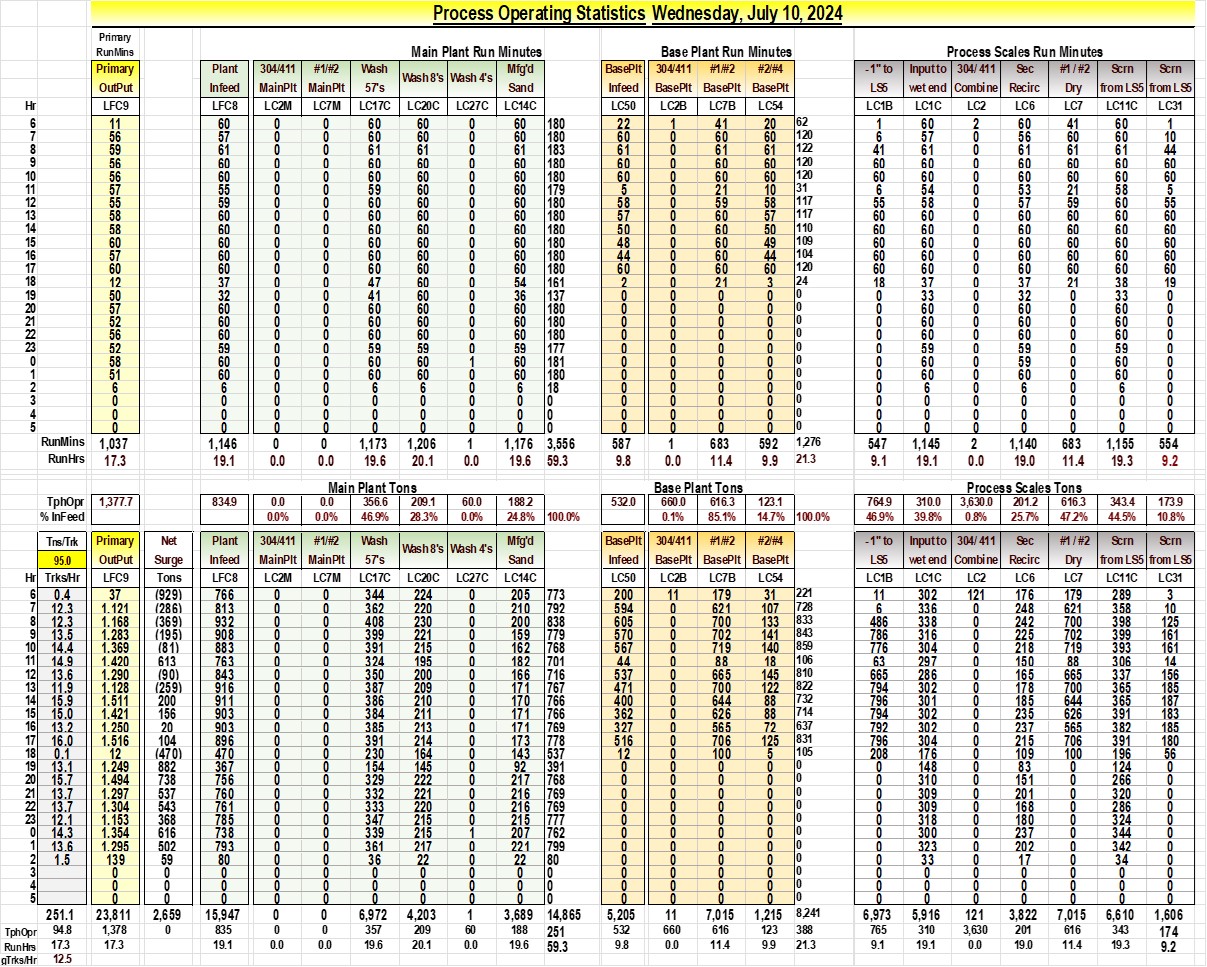 Process Operating Statistics Wednesday, July 10, 2024
Primary
RunMins Main Plant Run Minutes Base Plant Run Minutes Process Scales Run Minutes
Primary Plant 304/411 #1/#2 Wash Wash 8's Wash 4's Mfg'd BasePlt 304/411 #1/#2 #2/#4 -1" to Input to 304/ 411 Sec #1 / #2 Scrn Scrn
OutPut Infeed MainPlt MainPlt 57's Sand Infeed BasePlt BasePlt BasePlt LS5 wet end Combine Recirc Dry from LS5 from LS5
Hr LFC9 LFC8 LC2M LC7M LC17C LC20C LC27C LC14C LC50 LC2B LC7B LC54 LC1B LC1C LC2 LC6 LC7 LC11C LC31
6 11 60 0 0 60 60 0 60 180 22 1 41 20 62 1 60 2 60 41 60 1
7 56 57 0 0 60 60 0 60 180 60 0 60 60 120 6 57 0 56 60 60 10
8 59 61 0 0 61 61 0 61 183 61 0 61 61 122 41 61 0 61 61 61 44
9 56 60 0 0 60 60 0 60 180 60 0 60 60 120 60 60 0 60 60 60 60
10 56 60 0 0 60 60 0 60 180 60 0 60 60 120 60 60 0 60 60 60 60
11 57 55 0 0 59 60 0 60 179 5 0 21 10 31 6 54 0 53 21 58 5
12 55 59 0 0 60 60 0 60 180 58 0 59 58 117 55 58 0 57 59 60 55
13 58 60 0 0 60 60 0 60 180 57 0 60 57 117 60 60 0 60 60 60 60
14 58 60 0 0 60 60 0 60 180 50 0 60 50 110 60 60 0 60 60 60 60
15 60 60 0 0 60 60 0 60 180 48 0 60 49 109 60 60 0 60 60 60 60
16 57 60 0 0 60 60 0 60 180 44 0 60 44 104 60 60 0 60 60 60 60
17 60 60 0 0 60 60 0 60 180 60 0 60 60 120 60 60 0 60 60 60 60
18 12 37 0 0 47 60 0 54 161 2 0 21 3 24 18 37 0 37 21 38 19
19 50 32 0 0 41 60 0 36 137 0 0 0 0 0 0 33 0 32 0 33 0
20 57 60 0 0 60 60 0 60 180 0 0 0 0 0 0 60 0 60 0 60 0
21 52 60 0 0 60 60 0 60 180 0 0 0 0 0 0 60 0 60 0 60 0
22 56 60 0 0 60 60 0 60 180 0 0 0 0 0 0 60 0 60 0 60 0
23 52 59 0 0 59 59 0 59 177 0 0 0 0 0 0 59 0 59 0 59 0
0 58 60 0 0 60 60 1 60 181 0 0 0 0 0 0 60 0 59 0 60 0
1 51 60 0 0 60 60 0 60 180 0 0 0 0 0 0 60 0 60 0 60 0
2 6 6 0 0 6 6 0 6 18 0 0 0 0 0 0 6 0 6 0 6 0
3 0 0 0 0 0 0 0 0 0 0 0 0 0 0 0 0 0 0 0 0 0
4 0 0 0 0 0 0 0 0 0 0 0 0 0 0 0 0 0 0 0 0 0
5 0 0 0 0 0 0 0 0 0 0 0 0 0 0 0 0 0 0 0 0 0
RunMins 1,037 1,146 0 0 1,173 1,206 1 1,176 3,556 587 1 683 592 1,276 547 1,145 2 1,140 683 1,155 554
RunHrs 17.3 19.1 0.0 0.0 19.6 20.1 0.0 19.6 59.3 9.8 0.0 11.4 9.9 21.3 9.1 19.1 0.0 19.0 11.4 19.3 9.2
Main Plant Tons Base Plant Tons Process Scales Tons
TphOpr 1,377.7 834.9 0.0 0.0 356.6 209.1 60.0 188.2 532.0 660.0 616.3 123.1 764.9 310.0 3,630.0 201.2 616.3 343.4 173.9
% InFeed 0.0% 0.0% 46.9% 28.3% 0.0% 24.8% 100.0% 0.1% 85.1% 14.7% 100.0% 46.9% 39.8% 0.8% 25.7% 47.2% 44.5% 10.8%
Tns/Trk Primary Net Plant 304/411 #1/#2 Wash Wash 8's Wash 4's Mfg'd BasePlt 304/411 #1/#2 #2/#4 -1" to Input to 304/ 411 Sec #1 / #2 Scrn Scrn
95.0 OutPut Surge Infeed MainPlt MainPlt 57's Sand Infeed BasePlt BasePlt BasePlt LS5 wet end Combine Recirc Dry from LS5 from LS5
Hr Trks/Hr LFC9 Tons LFC8 LC2M LC7M LC17C LC20C LC27C LC14C LC50 LC2B LC7B LC54 LC1B LC1C LC2 LC6 LC7 LC11C LC31
6 0.4 37 (929) 766 0 0 344 224 0 205 773 200 11 179 31 221 11 302 121 176 179 289 3
7 12.3 1.121 (286) 813 0 0 362 220 0 210 792 594 0 621 107 728 6 336 0 248 621 358 10
8 12.3 1.168 (369) 932 0 0 408 230 0 200 838 605 0 700 133 833 486 338 0 242 700 398 125
9 13.5 1.283 (195) 908 0 0 399 221 0 159 779 570 0 702 141 843 786 316 0 225 702 399 161
10 14.4 1.369 (81) 883 0 0 391 215 0 162 768 567 0 719 140 859 776 304 0 218 719 393 161
11 14.9 1.420 613 763 0 0 324 195 0 182 701 44 0 88 18 106 63 297 0 150 88 306 14
12 13.6 1.290 (90) 843 0 0 350 200 0 166 716 537 0 665 145 810 665 286 0 165 665 337 156
13 11.9 1.128 (259) 916 0 0 387 209 0 171 767 471 0 700 122 822 794 302 0 178 700 365 185
14 15.9 1.511 200 911 0 0 386 210 0 170 766 400 0 644 88 732 796 301 0 185 644 365 187
15 15.0 1.421 156 903 0 0 384 211 0 171 766 362 0 626 88 714 794 302 0 235 626 391 183
16 13.2 1.250 20 903 0 0 385 213 0 171 769 327 0 565 72 637 792 302 0 237 565 382 185
17 16.0 1.516 104 896 0 0 391 214 0 173 778 516 0 706 125 831 796 304 0 215 706 391 180
18 0.1 12 (470) 470 0 0 230 164 0 143 537 12 0 100 5 105 208 176 0 109 100 196 56
19 13.1 1.249 882 367 0 0 154 145 0 92 391 0 0 0 0 0 0 148 0 83 0 124 0
20 15.7 1.494 738 756 0 0 329 222 0 217 768 0 0 0 0 0 0 310 0 151 0 266 0
21 13.7 1.297 537 760 0 0 332 221 0 216 769 0 0 0 0 0 0 309 0 201 0 320 0
22 13.7 1.304 543 761 0 0 333 220 0 216 769 0 0 0 0 0 0 309 0 168 0 286 0
23 12.1 1.153 368 785 0 0 347 215 0 215 777 0 0 0 0 0 0 318 0 180 0 324 0
0 14.3 1.354 616 738 0 0 339 215 1 207 762 0 0 0 0 0 0 300 0 237 0 344 0
1 13.6 1.295 502 793 0 0 361 217 0 221 799 0 0 0 0 0 0 323 0 202 0 342 0
2 1.5 139 59 80 0 0 36 22 0 22 80 0 0 0 0 0 0 33 0 17 0 34 0
3 0 0 0 0 0 0 0 0 0 0 0 0 0 0 0 0 0 0 0 0 0 0
4 0 0 0 0 0 0 0 0 0 0 0 0 0 0 0 0 0 0 0 0 0 0
5 0 0 0 0 0 0 0 0 0 0 0 0 0 0 0 0 0 0 0 0 0 0
251.1 23,811 2,659 15,947 0 0 6,972 4,203 1 3,689 14,865 5,205 11 7,015 1,215 8,241 6,973 5,916 121 3,822 7,015 6,610 1,606
TphOpr 94.8 1,378 0 835 0 0 357 209 60 188 251 532 660 616 123 388 765 310 3,630 201 616 343 174
RunHrs 17.3 17.3 19.1 0.0 0.0 19.6 20.1 0.0 19.6 59.3 9.8 0.0 11.4 9.9 21.3 9.1 19.1 0.0 19.0 11.4 19.3 9.2
gTrks/Hr 12.5